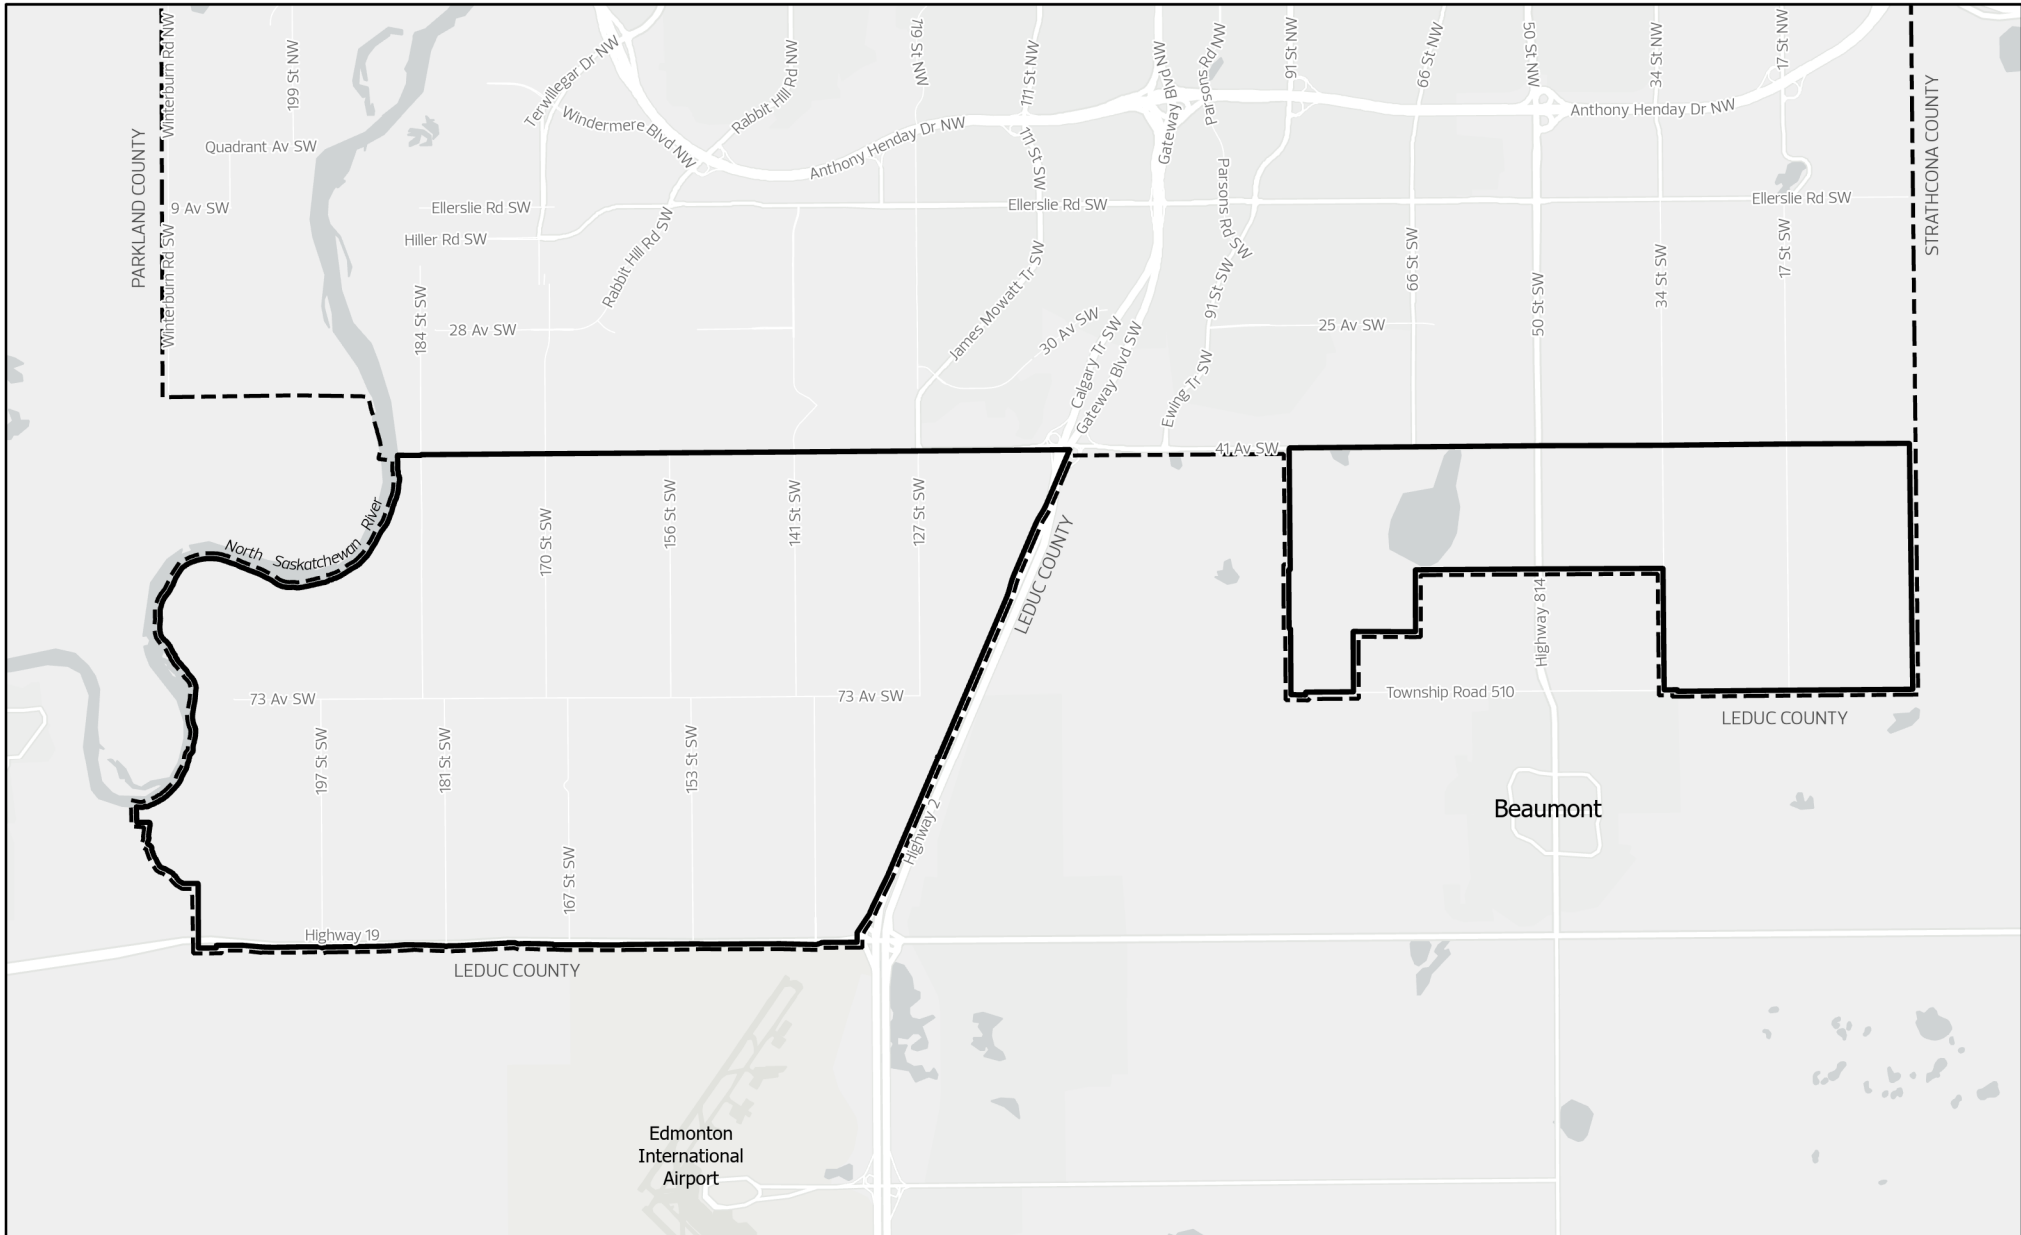 Winterburn Rd NW
199 St NW
Terwillegar Dr NW
Rabbit Hill Rd NW
119 St NW
111 St NW
Gateway Blvd NW
Parsons Rd NW
91 St NW
66 St NW
50 St NW
34 St NW
17 St NW
Windermere Blvd NW
Anthony Henday Dr NW
Anthony Henday Dr NW
Gateway Blvd NW
PARKLAND COUNTY
STRATHCONA COUNTY
Quadrant Av SW
111 St SW
Parsons Rd SW
9 Av SW
Ellerslie Rd SW
Ellerslie Rd SW
Ellerslie Rd SW
Hiller Rd SW
Winterburn Rd SW
Rabbit Hill Rd SW
James Mowatt Tr SW
91 St SW
66 St SW
50 St SW
34 St SW
17 St SW
184 St SW
28 Av SW
30 Av SW
25 Av SW
Calgary Tr SW
Gateway Blvd SW
Ewing Tr SW
41 Av SW
North Saskatchewan River
170 St SW
156 St SW
141 St SW
127 St SW
LEDUC COUNTY
Highway 814
73 Av SW
73 Av SW
Township Road 510
LEDUC COUNTY
197 St SW
181 St SW
153 St SW
167 St SW
Highway 2
Beaumont
Highway 19
LEDUC COUNTY
Edmonton
International
Airport